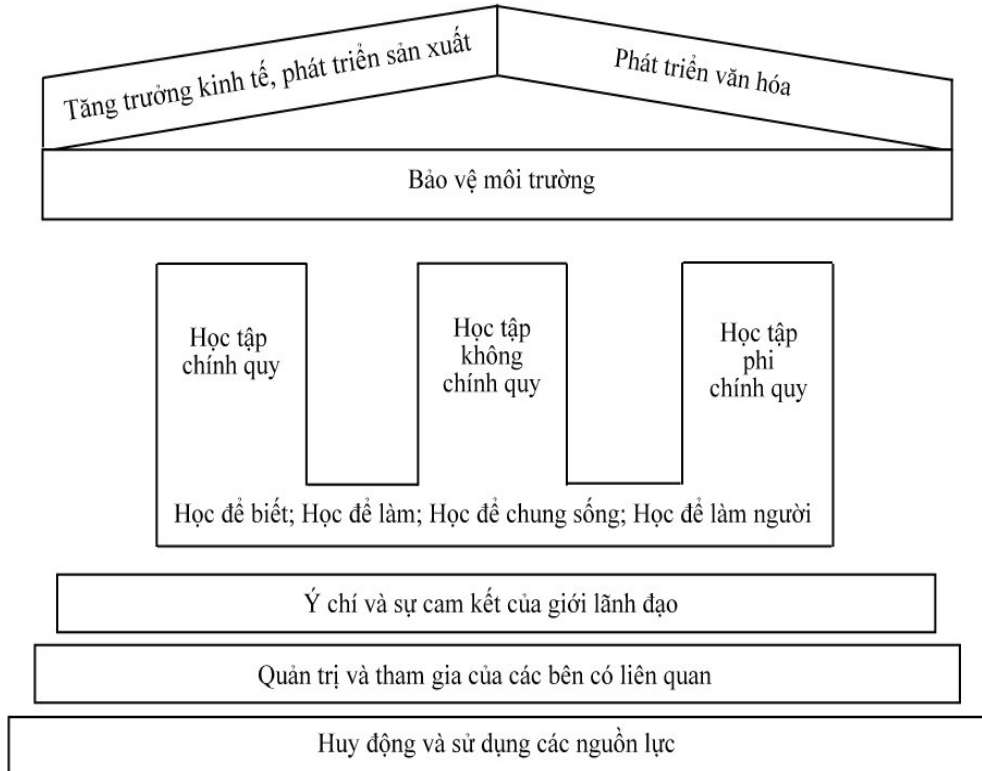 Tăng trưởng kinh tế, phát triển sản xuất
Phát triển văn hóa
Bảo vệ môi trường
Học tập
chính quy
Học tập
không
chính quy
Học tập
phi
chính quy
Học để biết; Học để làm; Học để chung sống; Học để làm người
Ý chí và sự cam kết của giới lãnh đạo
Quản trị và tham gia của các bên có liên quan
Huy động và sử dụng các nguồn lực